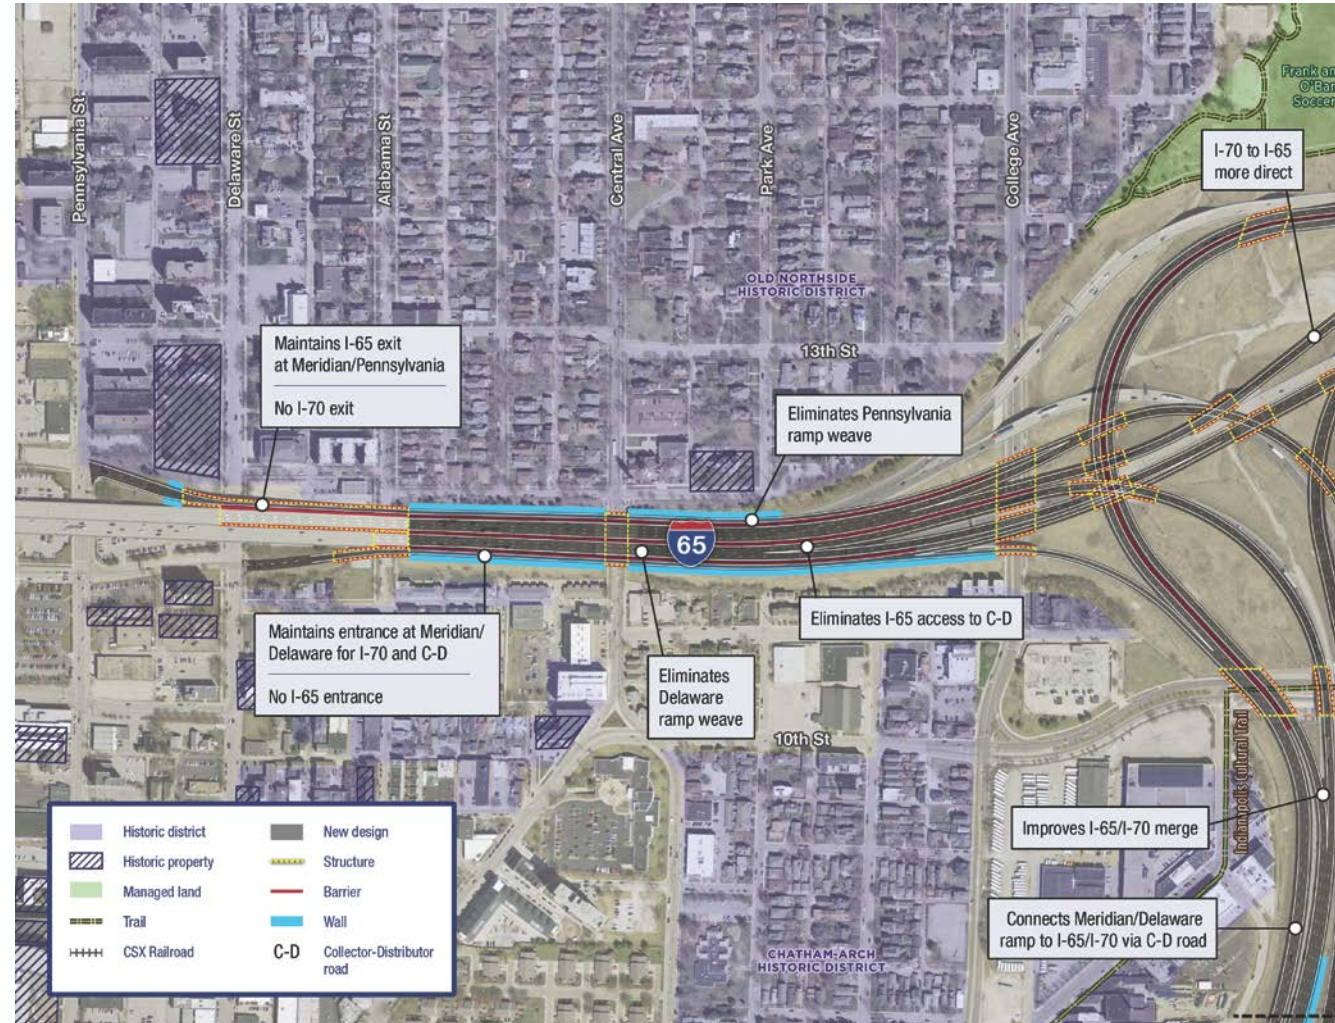 Pennsylvania St.
Delaware St
Alabama St
Central Ave
Park Ave
College Ave
Frank an
O'Bar
Soccer
I-70 to I-65
more direct
OLD NORTHSIDE
HISTORIC DISTRICT
13th St
Maintains I-65 exit
at Meridian/Pennsylvania
No I-70 exit
Eliminates Pennsylvania
ramp weave
65
Maintains entrance at Meridian/
Delaware for I-70 and C-D
No I-65 entrance
Eliminates I-65 access to C-D
Eliminates
Delaware
ramp weave
10th St
Indianapolis Cultural Trail
Improves I-65/I-70 merge
Connects Meridian/Delaware
ramp to I-65/I-70 via C-D road
CHATHAM-ARCH
HISTORIC DISTRICT
Historic district
Historic property
Managed land
Trail
CSX Railroad
New design
Structure
Barrier
Wall
C-D Collector-Distributor
road